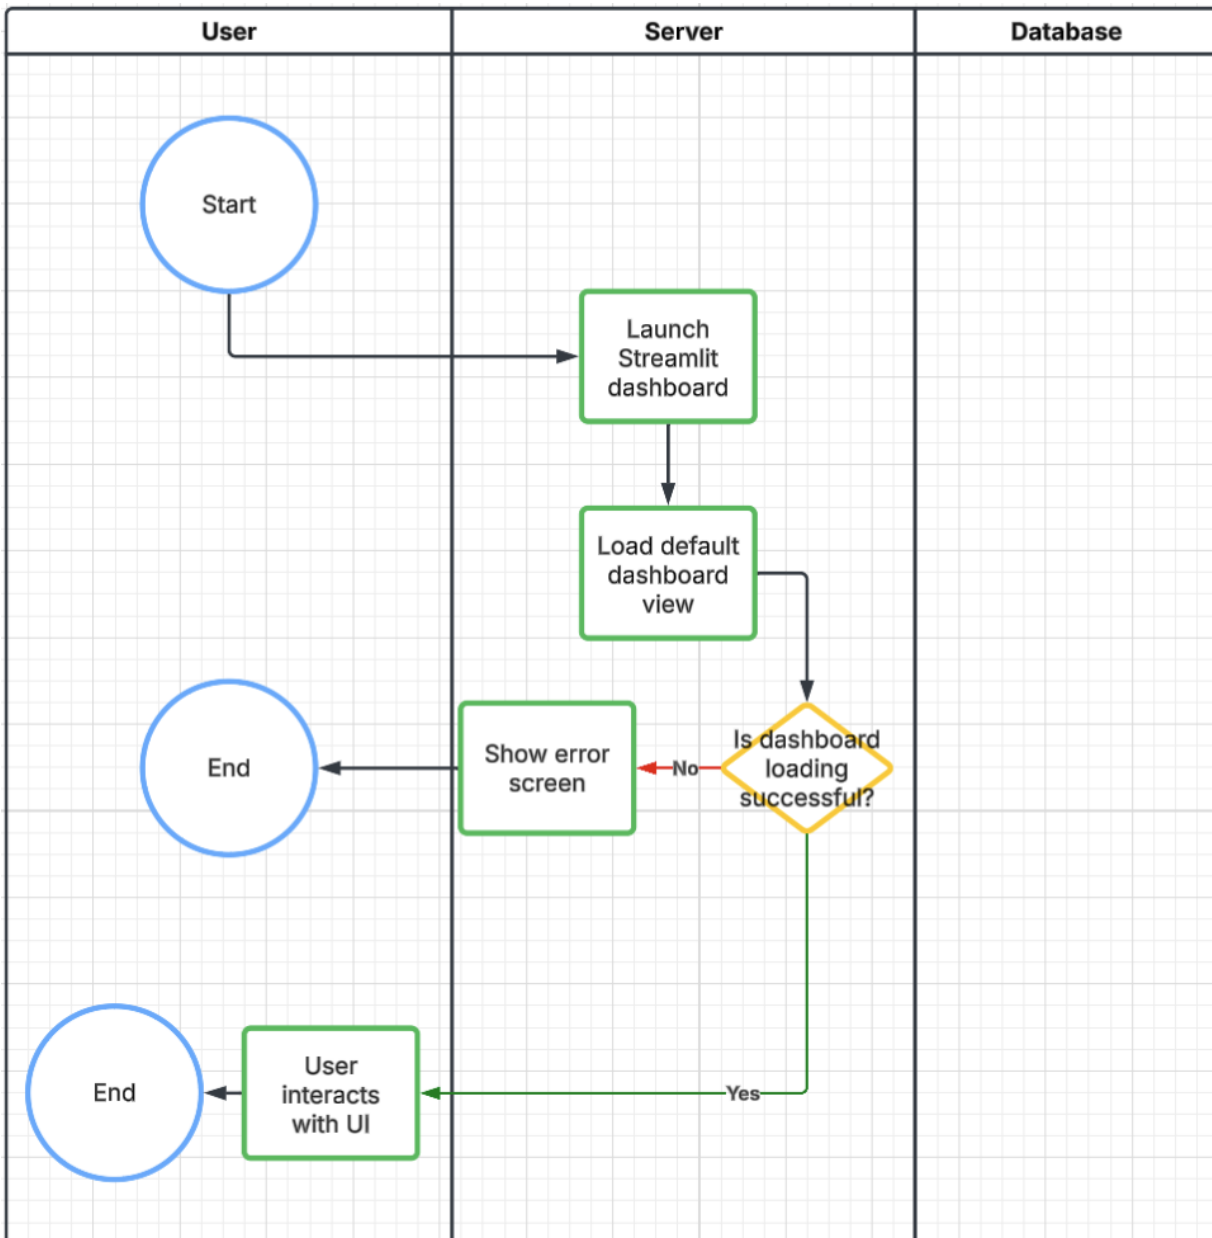 User
Server
Database
Start
Launch
Streamlit
dashboard
Load default
dashboard
view
Is dashboard
loading
successful?
No
Show error
screen
End
Yes
User
interacts
with UI
End